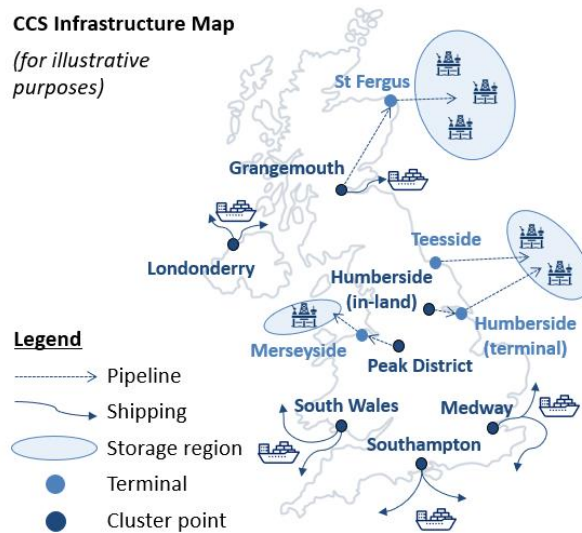 CCS Infrastructure Map
(for illustrative
purposes)
St Fergus
Grangemouth
Londonderry
Teesside
Humberside
(in-land)
Humberside
(terminal)
Merseyside
Peak District
South Wales
Medway
Southampton
Legend
Pipeline
Shipping
Storage region
Terminal
Cluster point